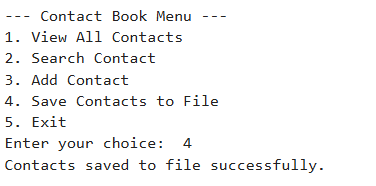 --- Contact Book Menu ---
1. View All Contacts
2. Search Contact
3. Add Contact
4. Save Contacts to File
5. Exit
Enter your choice:  4
Contacts saved to file successfully.